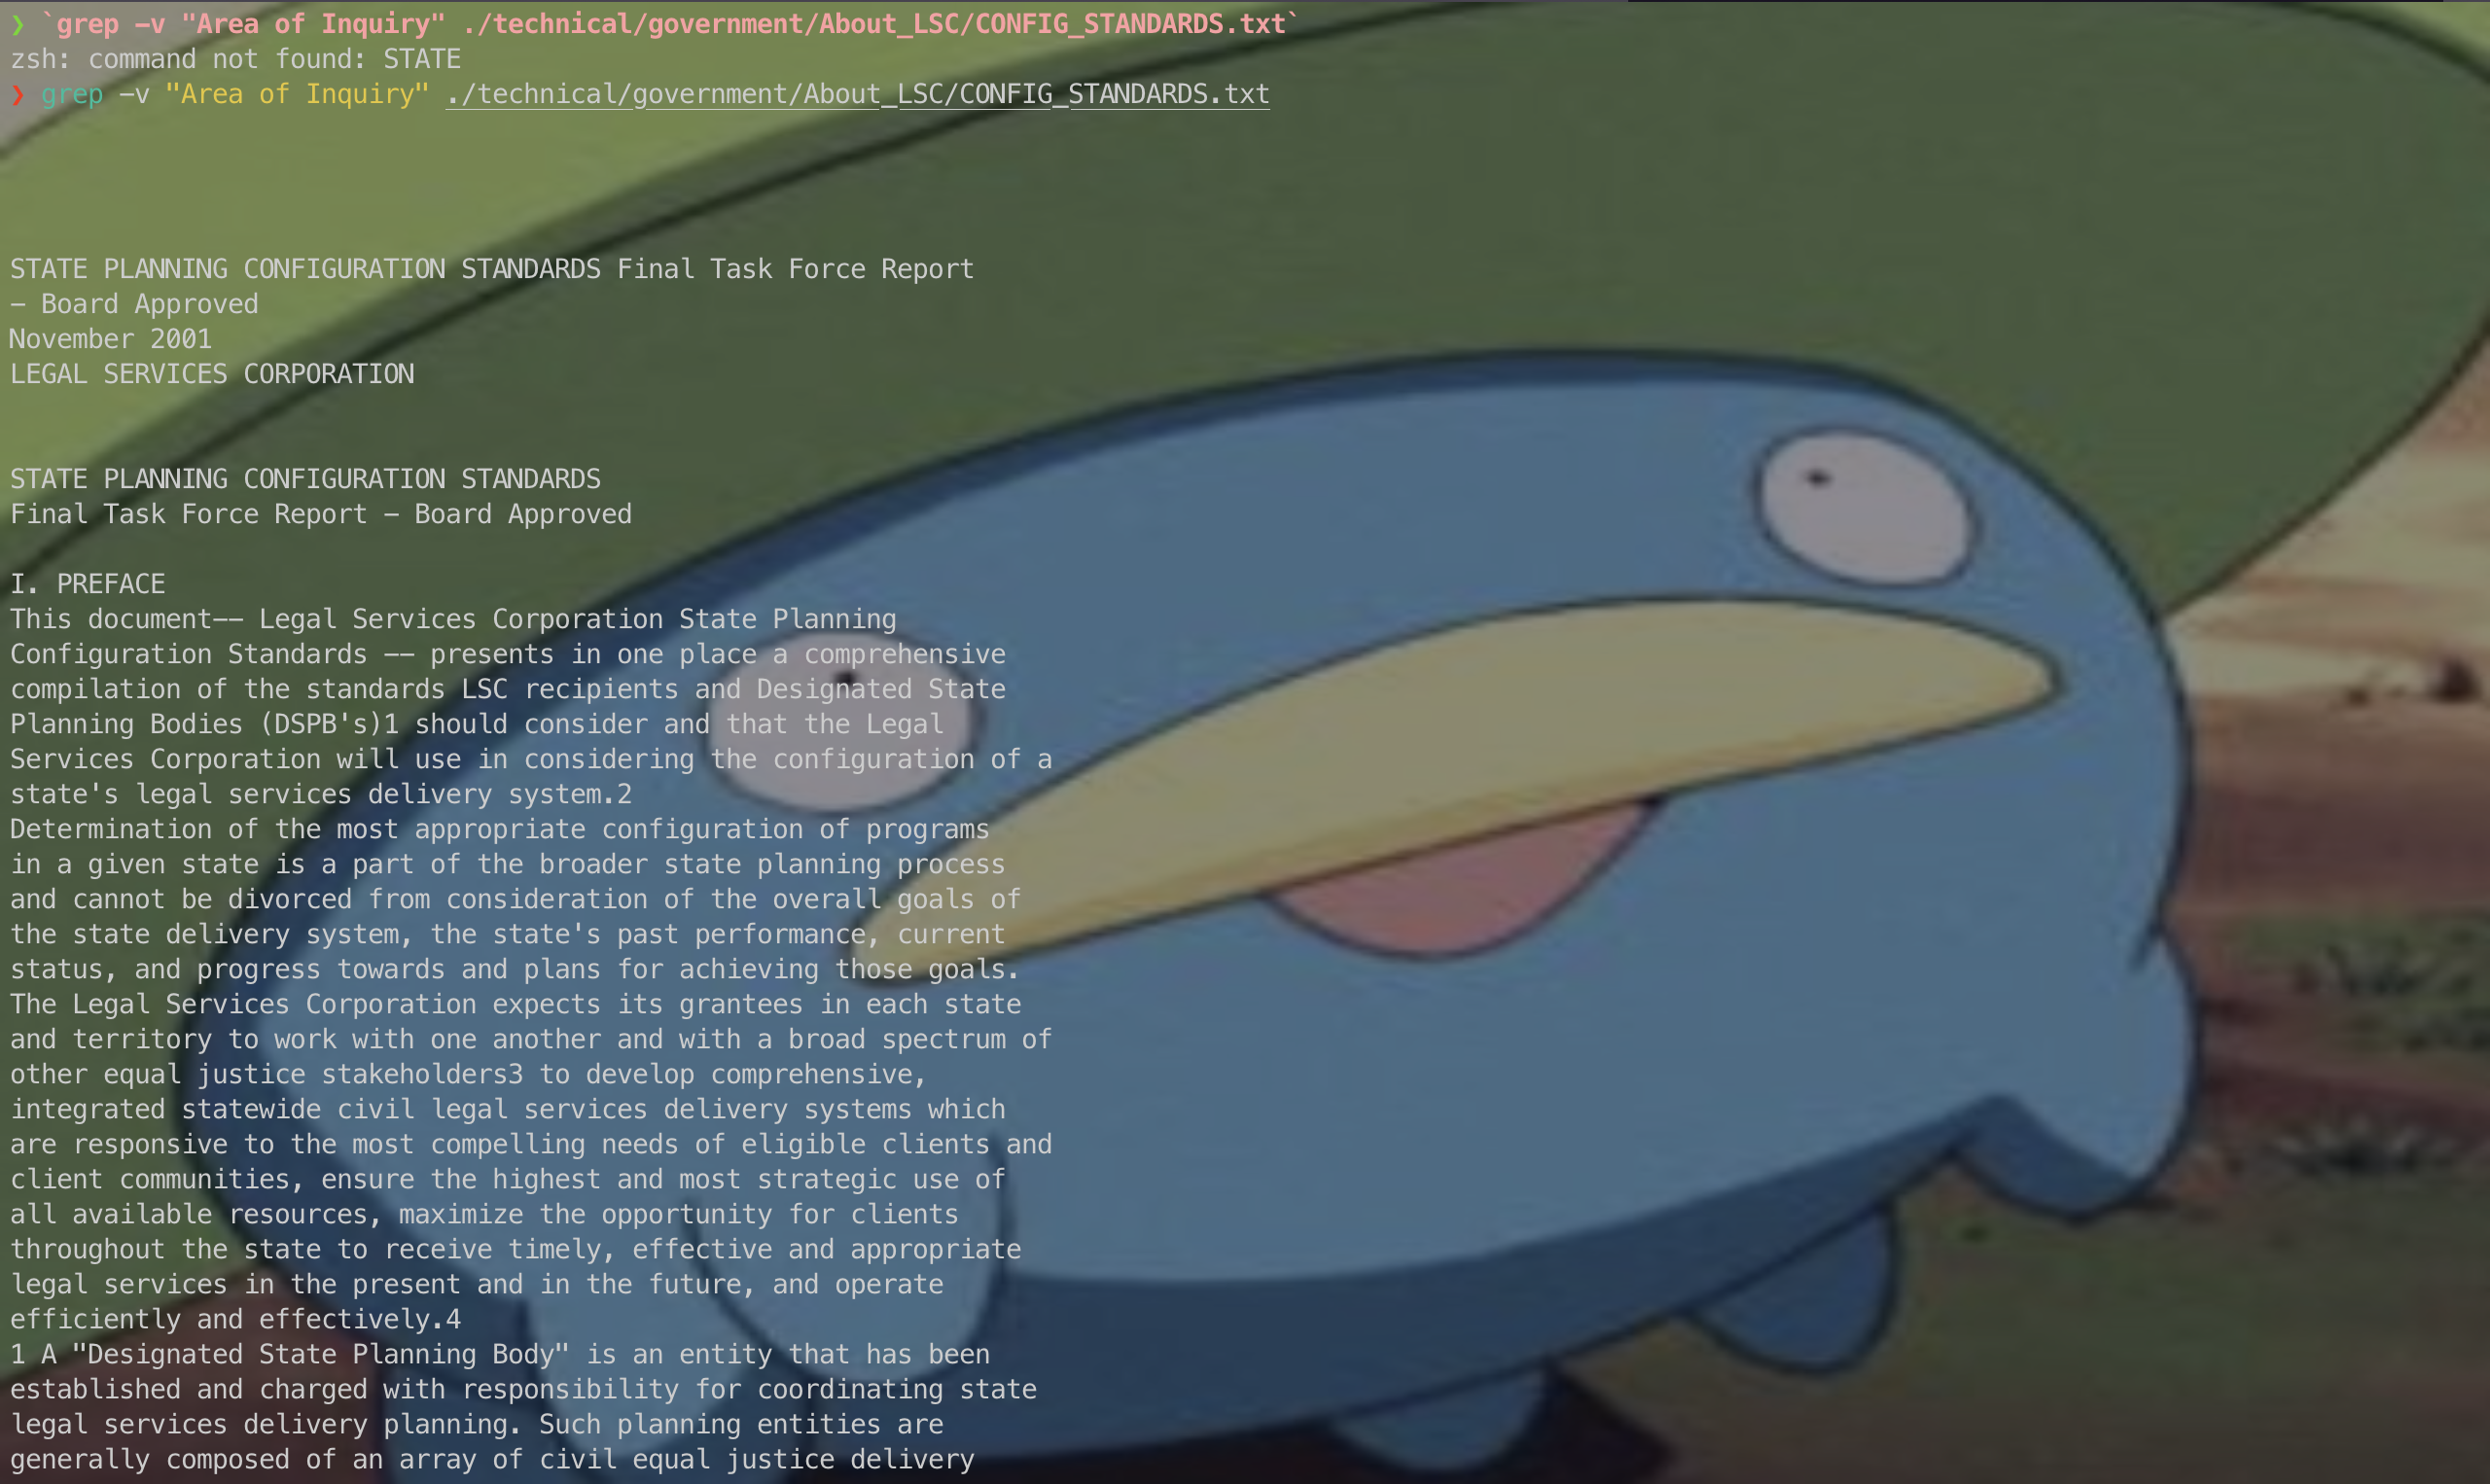 ❯ `grep -v "Area of Inquiry" ./technical/government/About_LSC/CONFIG_STANDARDS.txt`
zsh: command not found: STATE
❯ grep -v "Area of Inquiry" ./technical/government/About_LSC/CONFIG_STANDARDS.txt
STATE PLANNING CONFIGURATION STANDARDS Final Task Force Report
- Board Approved
November 2001
LEGAL SERVICES CORPORATION
STATE PLANNING CONFIGURATION STANDARDS
Final Task Force Report - Board Approved
I. PREFACE
This document-- Legal Services Corporation State Planning
Configuration Standards -- presents in one place a comprehensive
compilation of the standards LSC recipients and Designated State
Planning Bodies (DSPB's)1 should consider and that the Legal
Services Corporation will use in considering the configuration of a
state's legal services delivery system.2
Determination of the most appropriate configuration of programs
in a given state is a part of the broader state planning process
and cannot be divorced from consideration of the overall goals of
the state delivery system, the state's past performance, current
status, and progress towards and plans for achieving those goals.
The Legal Services Corporation expects its grantees in each state
and territory to work with one another and with a broad spectrum of
other equal justice stakeholders3 to develop comprehensive,
integrated statewide civil legal services delivery systems which
are responsive to the most compelling needs of eligible clients and
client communities, ensure the highest and most strategic use of
all available resources, maximize the opportunity for clients
throughout the state to receive timely, effective and appropriate
legal services in the present and in the future, and operate
efficiently and effectively.4
1 A "Designated State Planning Body" is an entity that has been
established and charged with responsibility for coordinating state
legal services delivery planning. Such planning entities are
generally composed of an array of civil equal justice delivery